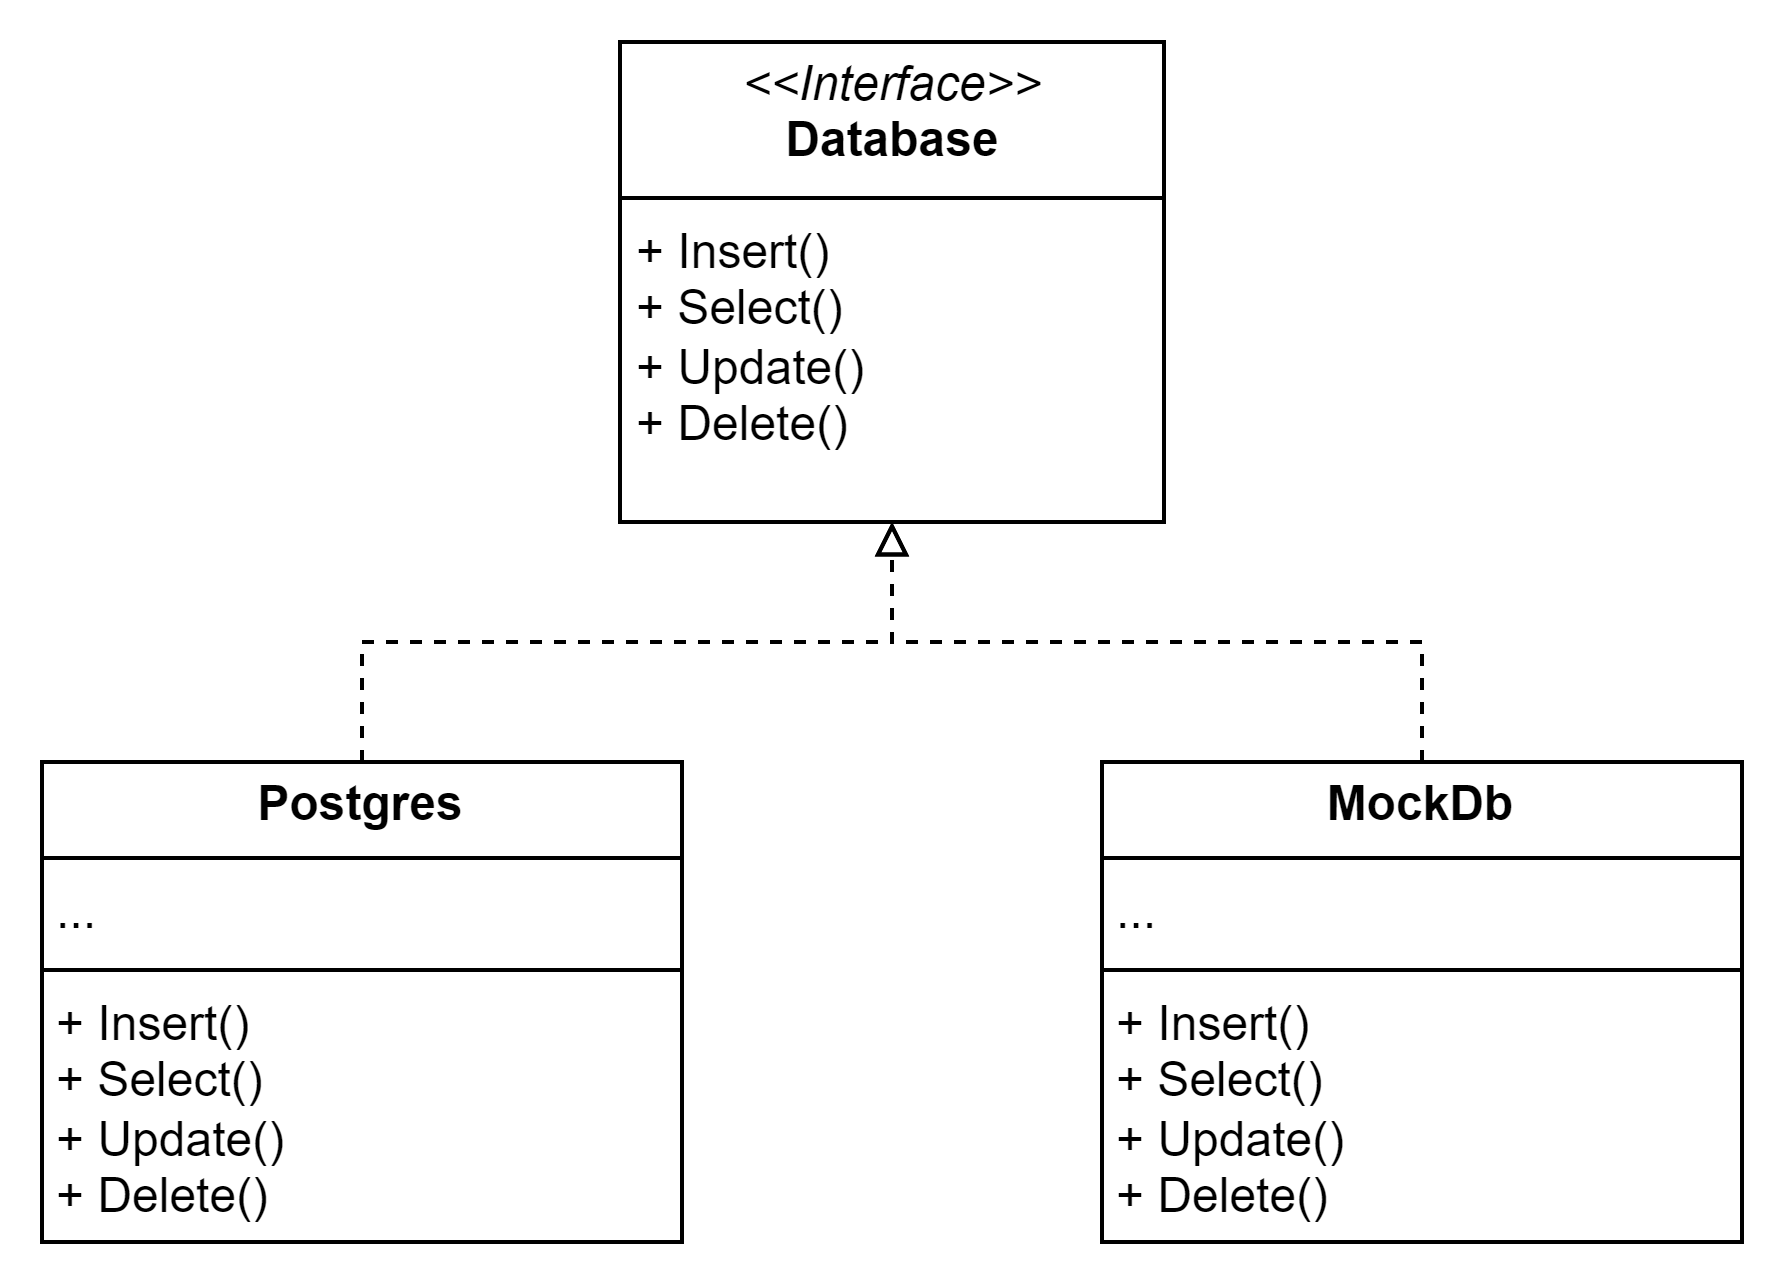 <<Interface>>
Database
+ Insert()
+ Select()
+ Update()
+ Delete()
Postgres
...
+ Insert()
+ Select()
+ Update()
+ Delete()
MockDb
...
+ Insert()
+ Select()
+ Update()
+ Delete()